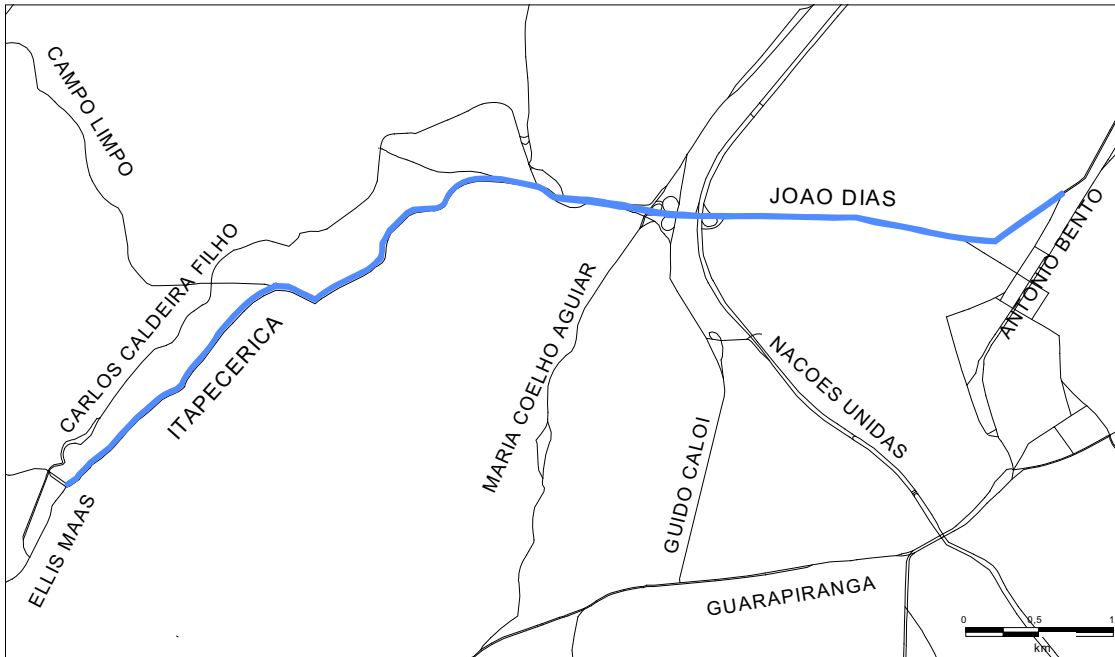 CAMPO LIMPO
JOAO DIAS
ANTONIO BENTO
CARLOS CALDEIRA FILHO
ITAPECERICA
MARIA COELHO AGUIAR
NACOES UNIDAS
GUIDO CALOI
ELLIS MAAS
GUARAPIRANGA
0 0,5 1
km